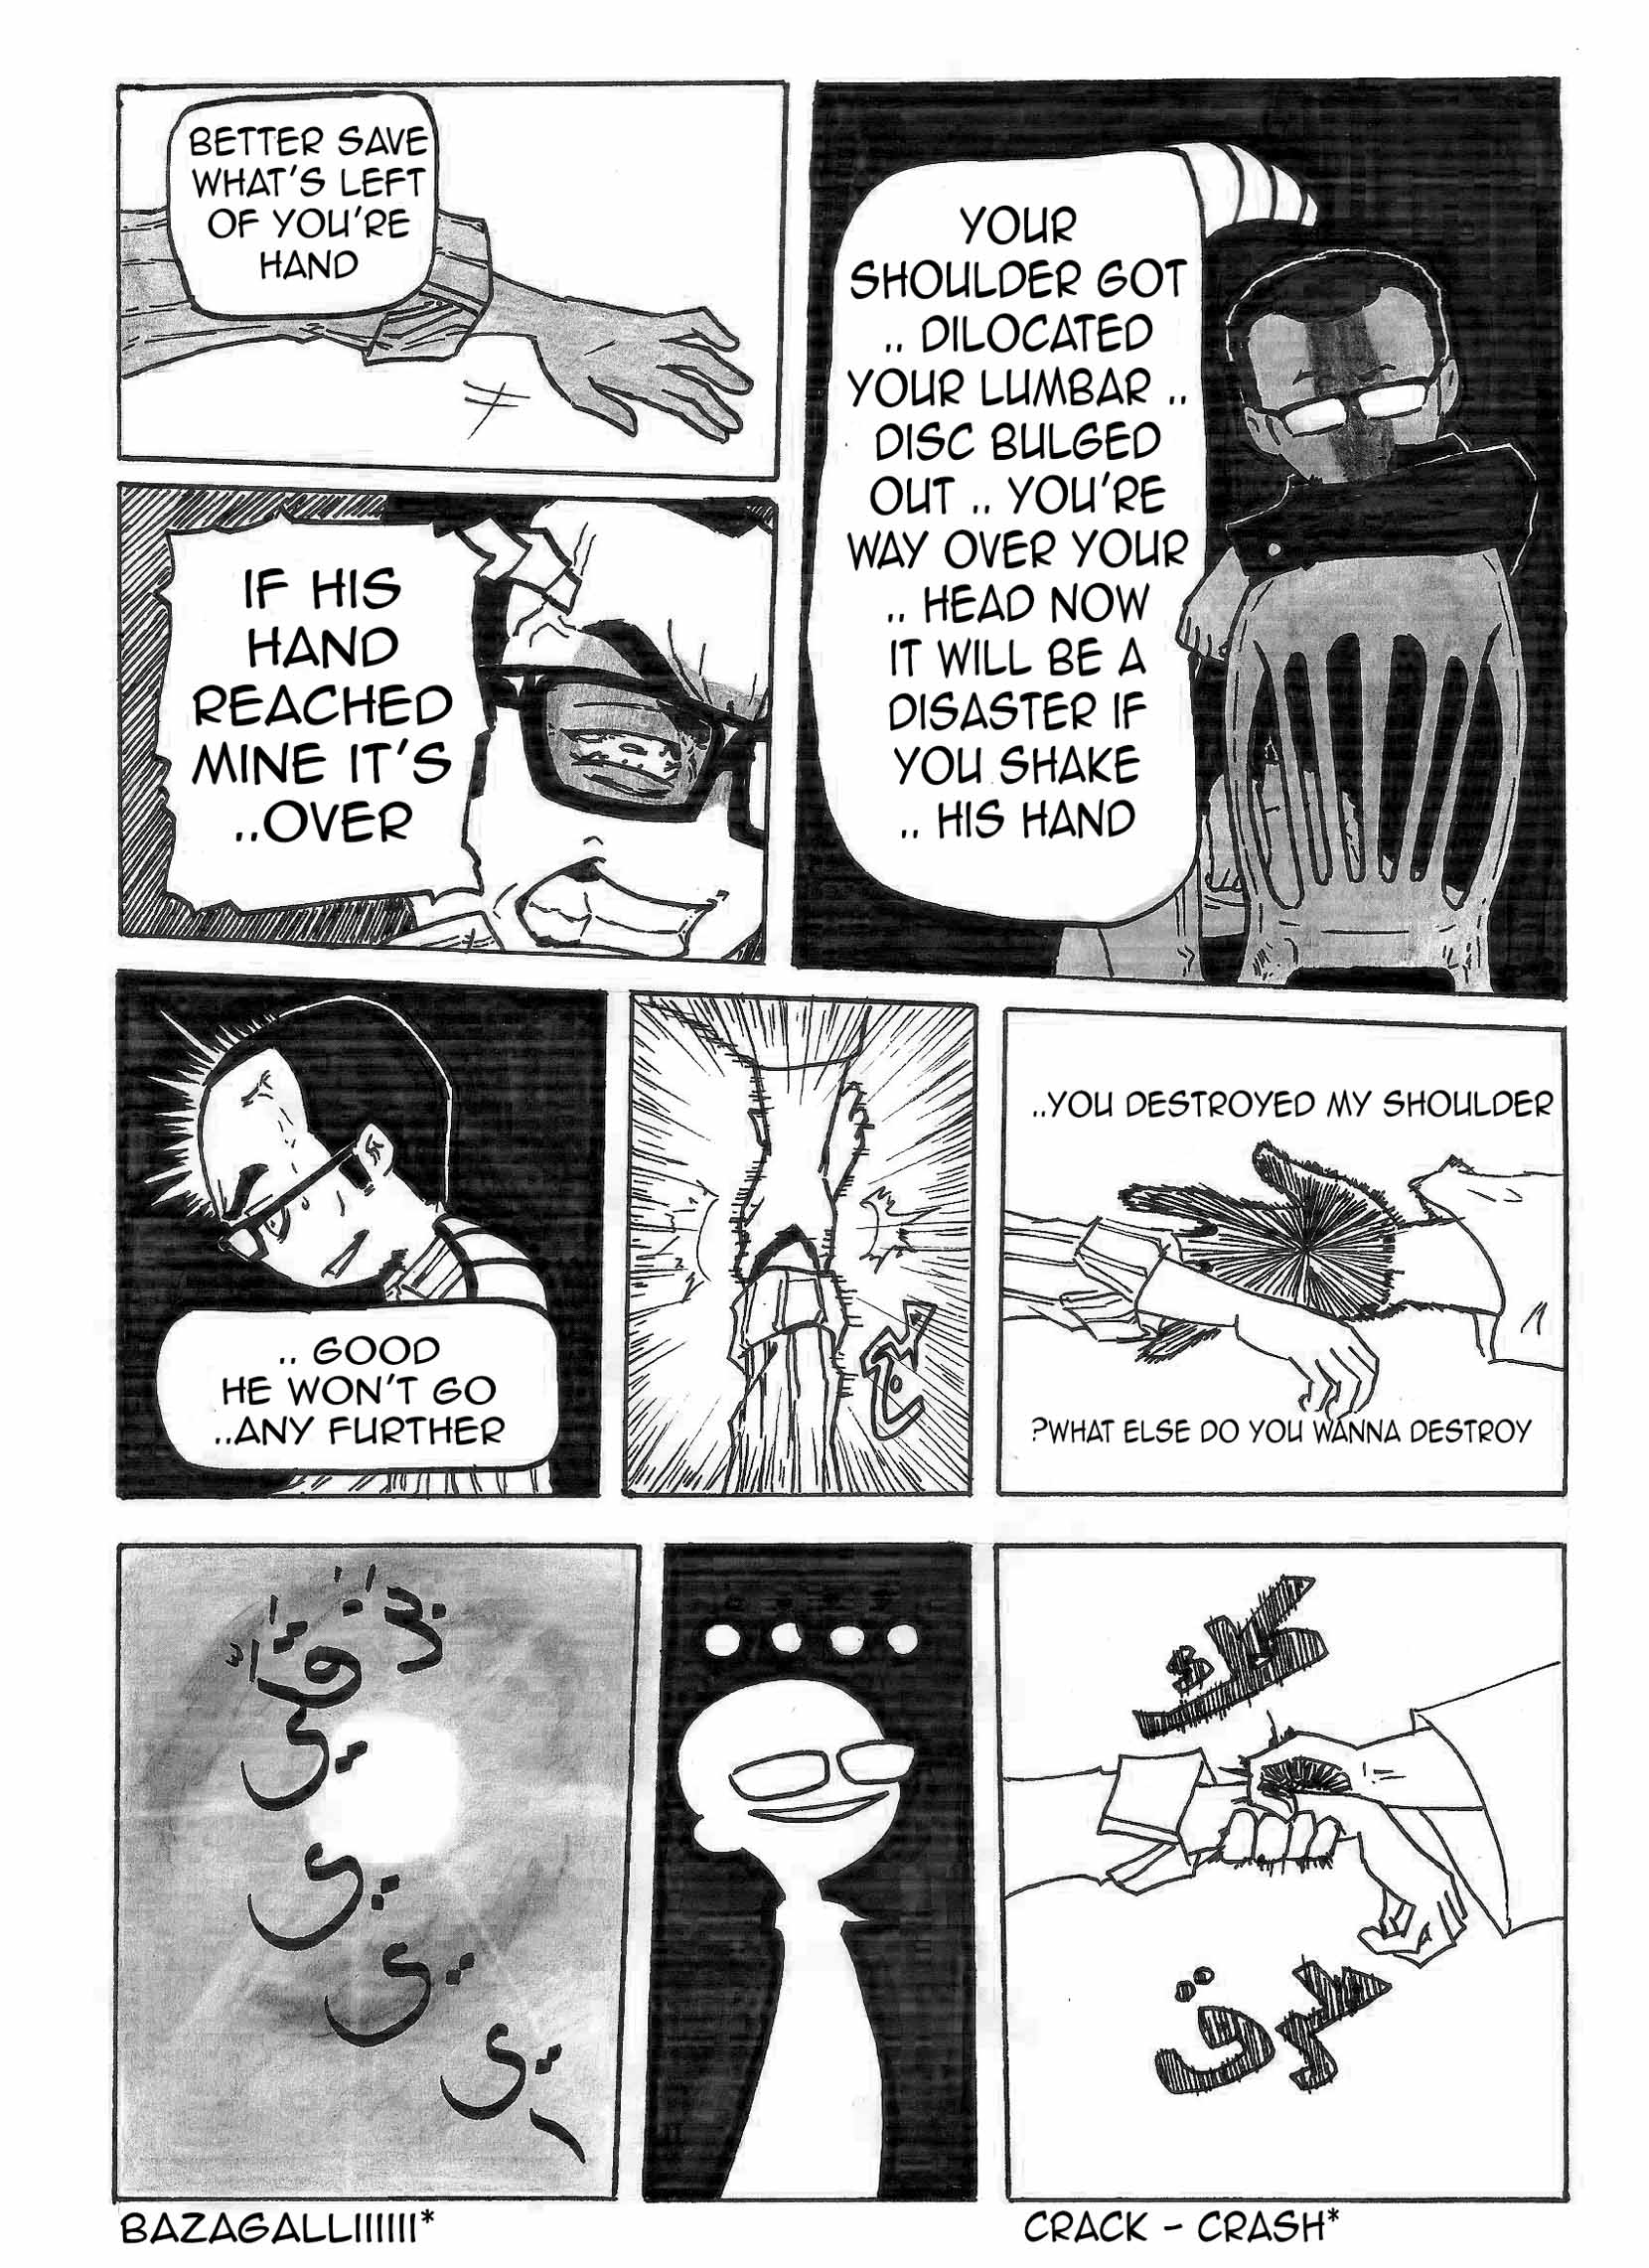 YOUR
SHOULDER GOT
.. DILOCATED
YOUR LUMBAR ..
DISC BULGED
OUT .. YOU'RE
WAY OVER YOUR
.. HEAD NOW
IT WILL BE A
DISASTER IF
YOU SHAKE
.. HIS HAND
BETTER SAVE
WHAT'S LEFT
OF YOU'RE
HAND
IF HIS
HAND
REACHED
MINE IT'S
..OVER
..YOU DESTROYED MY SHOULDER
?WHAT ELSE DO YOU WANNA DESTROY
.. GOOD
HE WON'T GO
..ANY FURTHER
CRACK - CRASH*
BAZAGALLIIIIII*